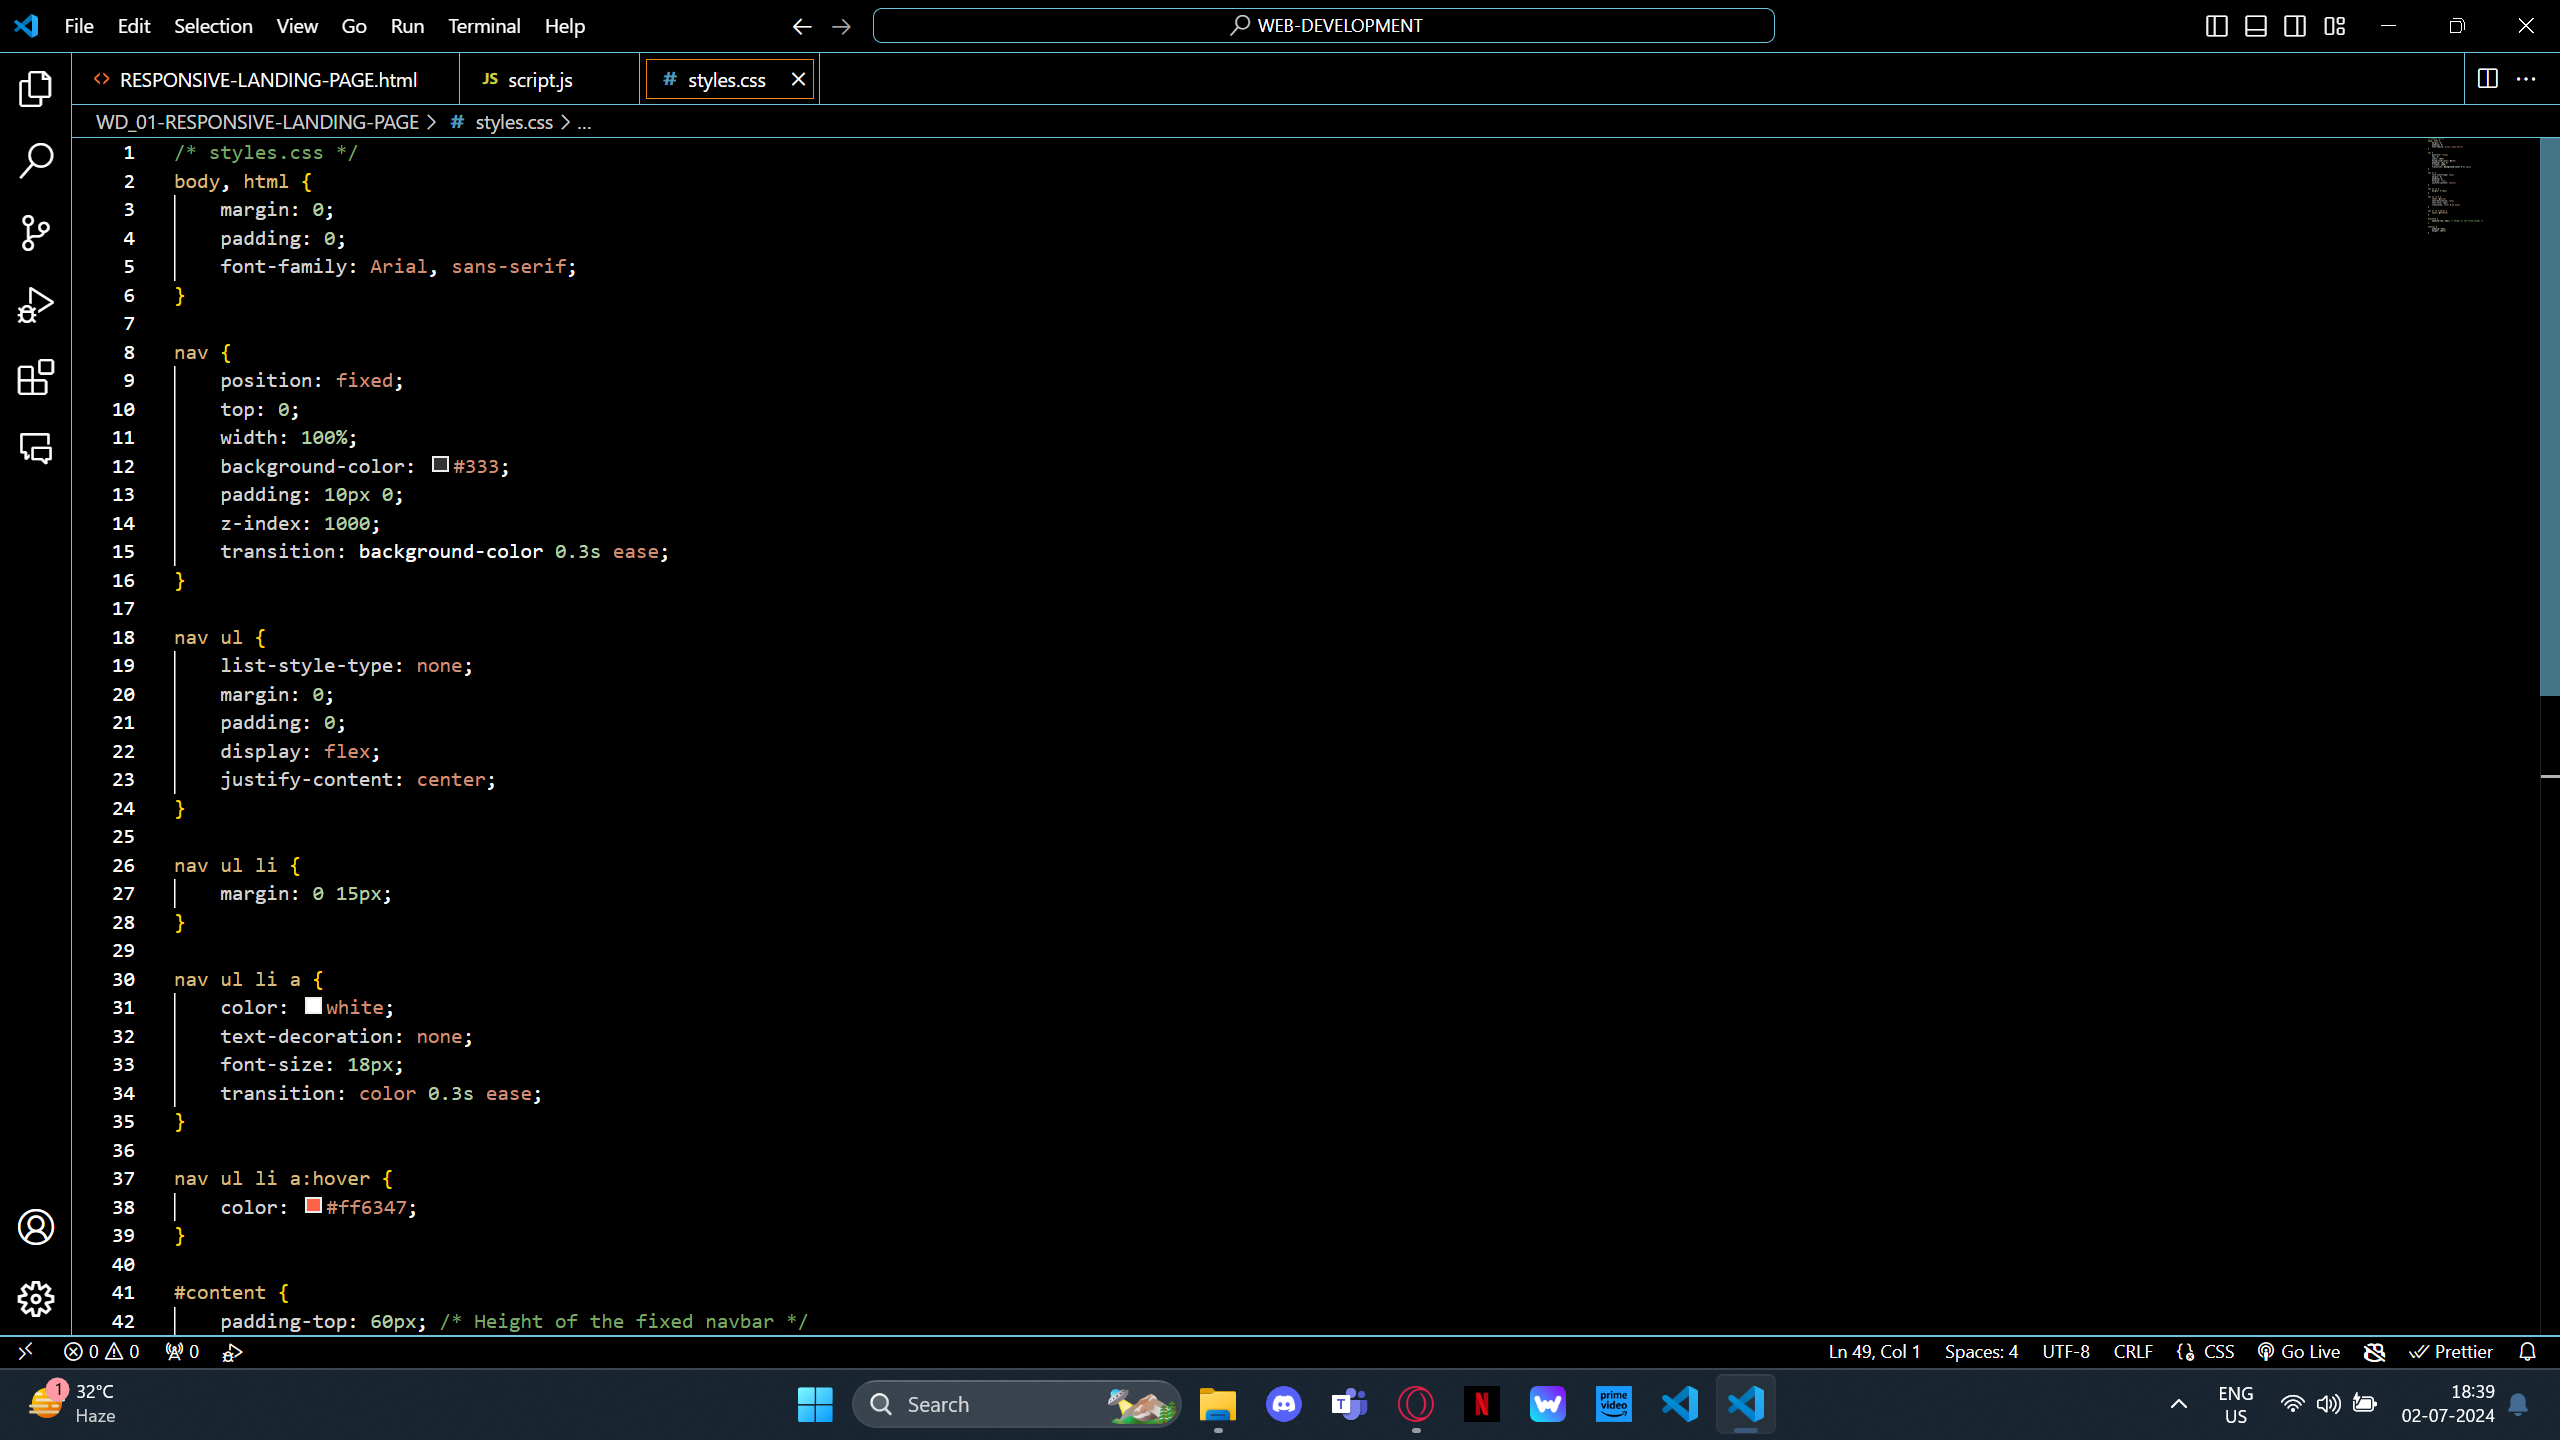 File Edit Selection View Go Run Terminal Help WEB-DEVELOPMENT
<> RESPONSIVE-LANDING-PAGE.html JS script.js # styles.css
WD_01-RESPONSIVE-LANDING-PAGE > # styles.css > ...
1 /* styles.css */
2 body, html {
3 margin: 0;
4 padding: 0;
5 font-family: Arial, sans-serif;
6 }
7
8 nav {
9 position: fixed;
10 top: 0;
11 width: 100%;
12 background-color: #333;
13 padding: 10px 0;
14 z-index: 1000;
15 transition: background-color 0.3s ease;
16 }
17
18 nav ul {
19 list-style-type: none;
20 margin: 0;
21 padding: 0;
22 display: flex;
23 justify-content: center;
24 }
25
26 nav ul li {
27 margin: 0 15px;
28 }
29
30 nav ul li a {
31 color: white;
32 text-decoration: none;
33 font-size: 18px;
34 transition: color 0.3s ease;
35 }
36
37 nav ul li a:hover {
38 color: #ff6347;
39 }
40
41 #content {
42 padding-top: 60px; /* Height of the fixed navbar */
0 0 0 Ln 49, Col 1 Spaces: 4 UTF-8 CRLF CSS Go Live Prettier
1 32°C
Haze
Search
T
N
prime video
ENG
US
18:39
02-07-2024